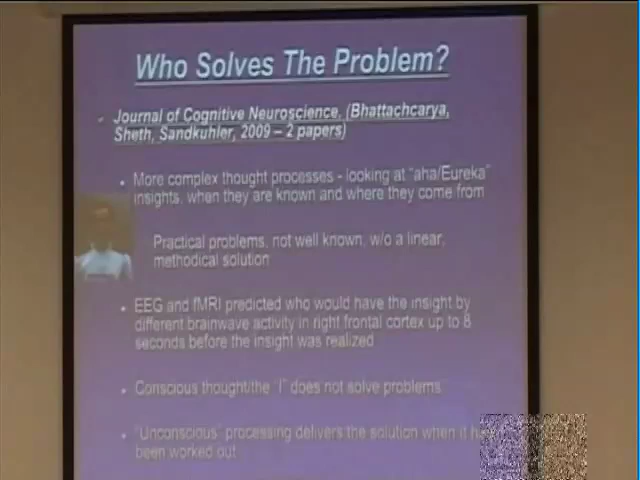 Who Solves The Problem?
Journal of Cognitive Neuroscience, (Bhattachcarya,
Sheth, Sandkuhler, 2009 – 2 papers)
• More complex thought processes - looking at "aha/Eureka"
insights, when they are known and where they come from
Practical problems, not well known, w/o a linear,
methodical solution
• EEG and fMRI predicted who would have the insight by
different brainwave activity in right frontal cortex up to 8
seconds before the insight was realized
• Conscious thought/the "I" does not solve problems
• "Unconscious" processing delivers the solution when it
been worked out